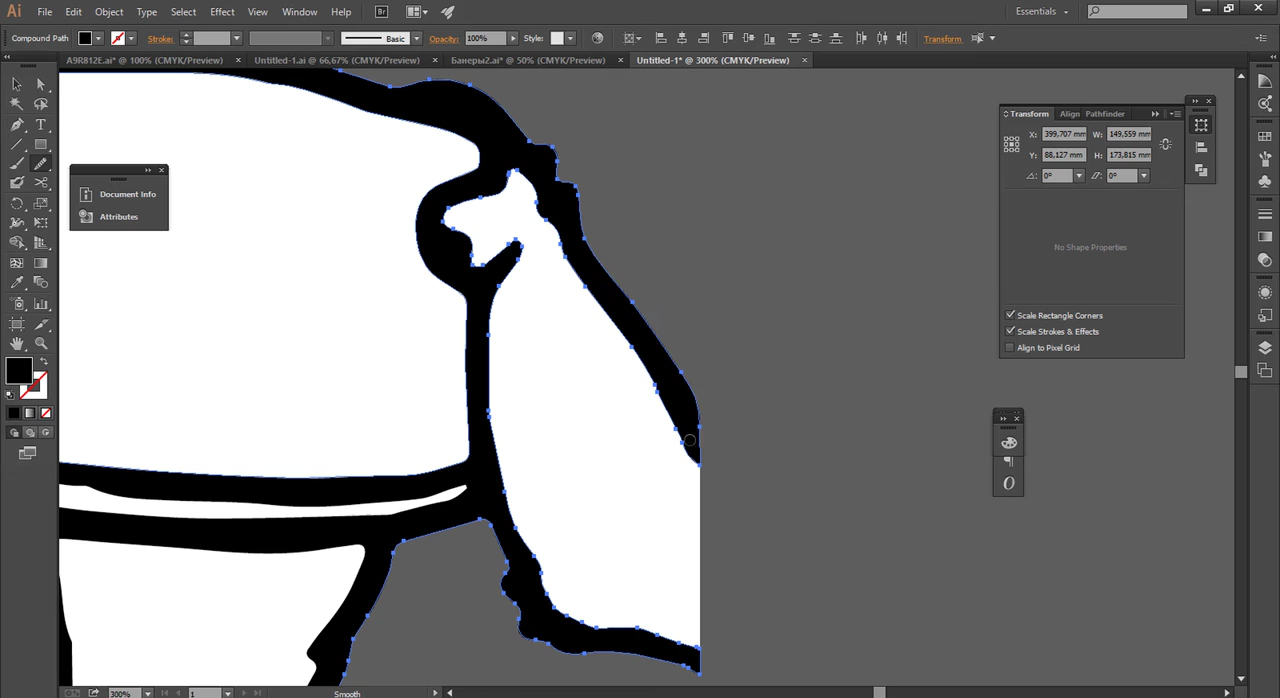 Ai File Edit Object Type Select Effect View Window Help Br Essentials
Compound Path Stroke: Basic Opacity: 100% Style: Transform
A9R812E.ai* @ 100% (CMYK/Preview) × Untitled-1.ai @ 66,67% (CMYK/Preview) × Банеры2.ai* @ 50% (CMYK/Preview) × Untitled-1* @ 300% (CMYK/Preview) ×
Transform Align Pathfinder
X: 399,707 mm W: 149,559 mm
Y: 88,127 mm H: 173,815 mm
0° 0°
Document Info
Attributes
No Shape Properties
Scale Rectangle Corners
Scale Strokes & Effects
Align to Pixel Grid
300% 1 Smooth